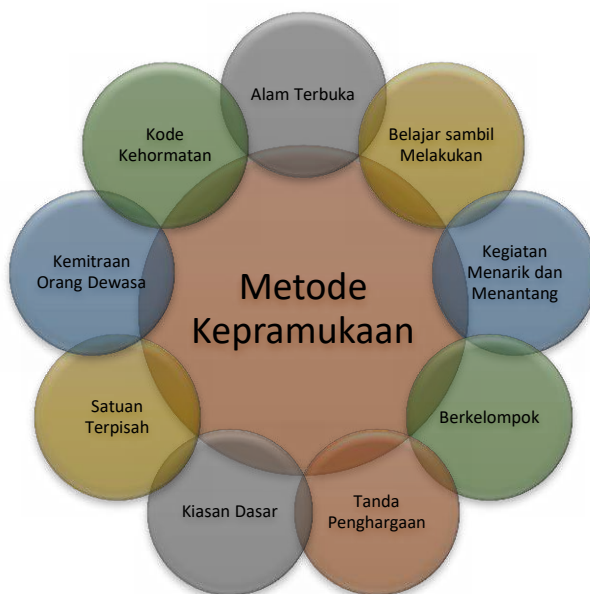 Metode
Kepramukaan
Alam Terbuka
Belajar sambil
Melakukan
Kegiatan
Menarik dan
Menantang
Berkelompok
Tanda
Penghargaan
Kiasan Dasar
Satuan
Terpisah
Kemitraan
Orang Dewasa
Kode
Kehormatan